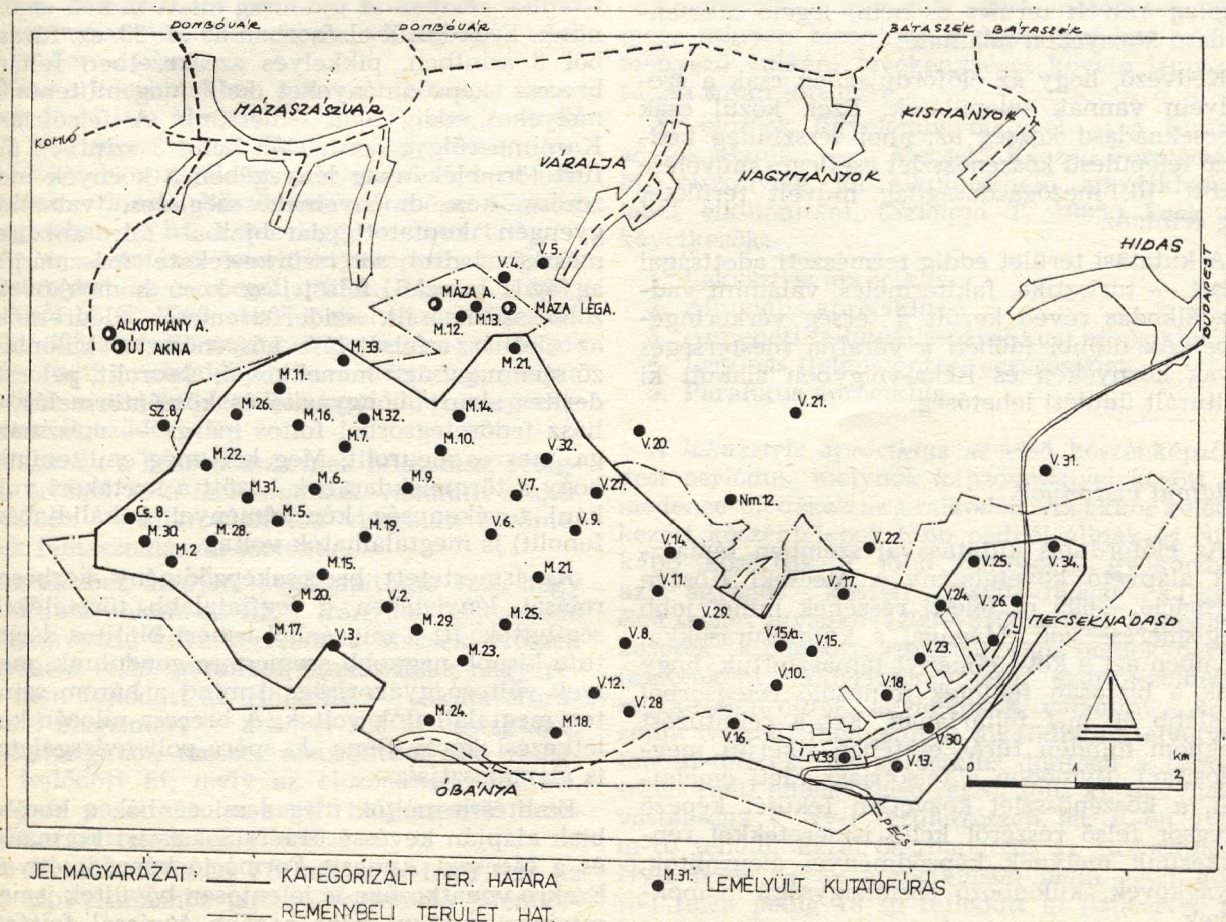 DOMBÓVÁR
DOMBÓVÁR
BÁTASZÉK
BÁTASZÉK
MÁZASZÁSZVÁR
KOMLÓ
VÁRALJA
NAGYMÁNYOK
KISMÁNYOK
HIDAS
BUDAPEST
V.4.
V.5.
MÁZA A.
M.12.
M.13.
MÁZA LÉGA.
ALKOTMÁNY A.
ÚJ AKNA
M.33.
M.21.
M.11.
SZ.8.
M.26.
M.16.
M.32.
M.7.
M.14.
M.10.
V.21.
V.20.
V.32.
M.22.
M.31.
M.6.
M.9.
V.7.
V.27.
Nm.12.
V.31.
Cs.8.
M.30.
M.2.
M.5.
M.19.
V.6.
V.9.
V.14.
V.22.
V.25.
V.34.
M.15.
M.21.
V.11.
V.17.
M.20.
V.2.
V.24.
V.26.
MECSEKNÁDASD
M.17.
V.3.
M.29.
M.25.
M.23.
V.8.
V.29.
V.15/a.
V.15.
V.23.
V.12.
V.10.
V.18.
M.24.
M.18.
V.28
V.16.
V.30.
V.33.
V.19.
ÓBÁNYA
PÉCS
0 1 2 Km
JELMAGYARÁZAT:
KATEGORIZÁLT TER. HATÁRA
M.31.
LEMÉLYÜLT KUTATÓFÚRÁS
REMÉNYBELI TERÜLET HAT.